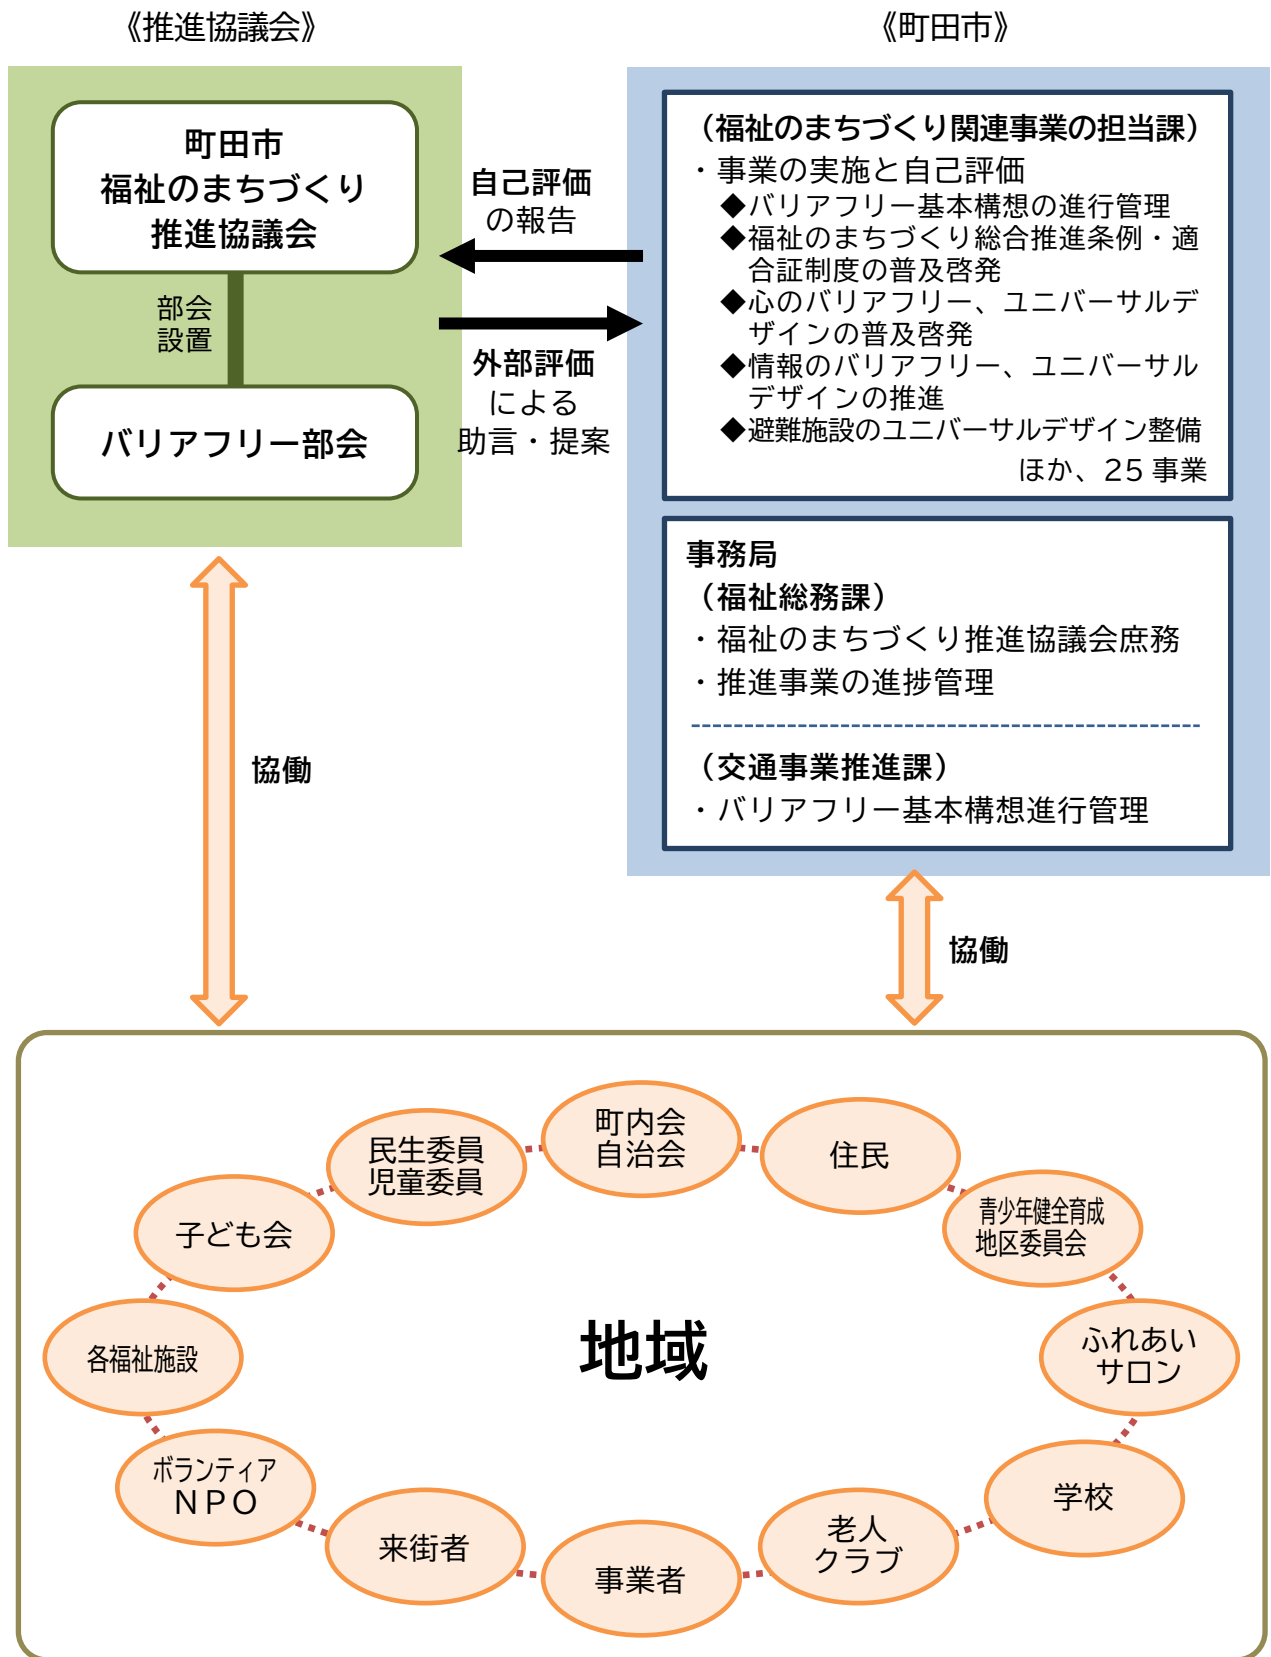 《推進協議会》
《町田市》
町田市
福祉のまちづくり
推進協議会
部会
設置
バリアフリー部会
自己評価
の報告
外部評価
による
助言・提案
（福祉のまちづくり関連事業の担当課）
・事業の実施と自己評価
◆バリアフリー基本構想の進行管理
◆福祉のまちづくり総合推進条例・適
合証制度の普及啓発
◆心のバリアフリー、ユニバーサルデ
ザインの普及啓発
◆情報のバリアフリー、ユニバーサル
デザインの推進
◆避難施設のユニバーサルデザイン整備
ほか、25 事業
事務局
（福祉総務課）
・福祉のまちづくり推進協議会庶務
・推進事業の進捗管理
（交通事業推進課）
・バリアフリー基本構想進行管理
協働
協働
町内会
自治会
民生委員
児童委員
住民
子ども会
青少年健全育成
地区委員会
各福祉施設
地域
ふれあい
サロン
ボランティア
ＮＰＯ
学校
来街者
事業者
老人
クラブ